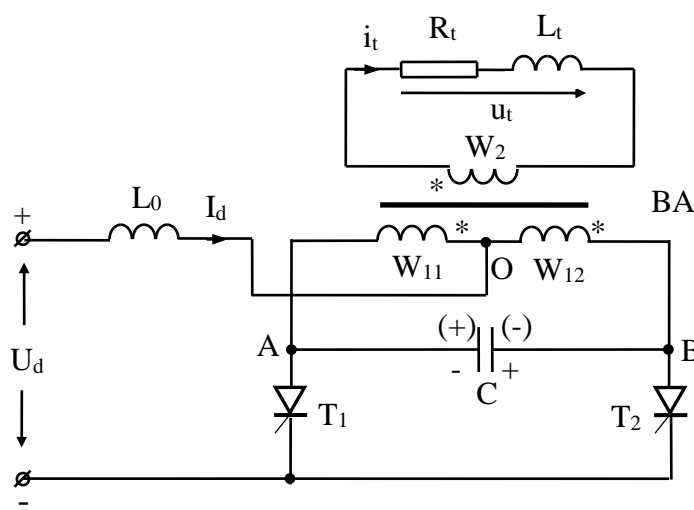 i_t
R_t
L_t
u_t
W_2
*
L_0
I_d
BA
+
*
*
W_11
O
W_12
(+)
(-)
A
B
U_d
-
+
C
T_1
T_2
-